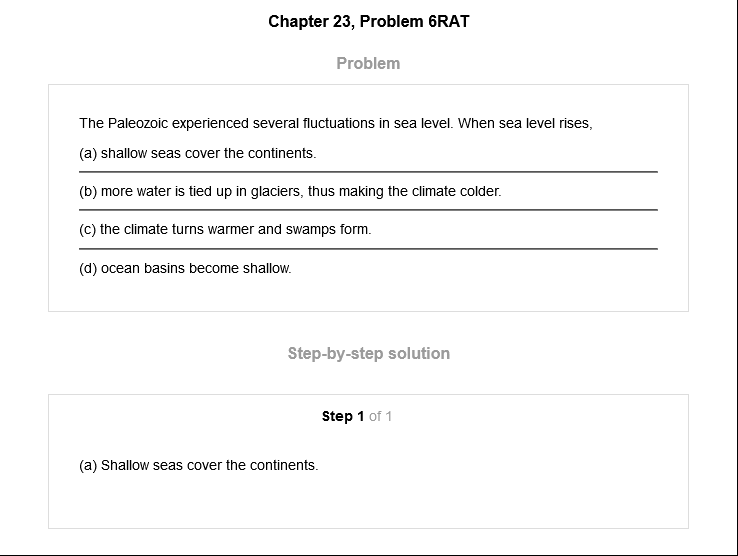 Chapter 23, Problem 6RAT
Problem
The Paleozoic experienced several fluctuations in sea level. When sea level rises,
(a) shallow seas cover the continents.
(b) more water is tied up in glaciers, thus making the climate colder.
(c) the climate turns warmer and swamps form.
(d) ocean basins become shallow.
Step-by-step solution
Step 1 of 1
(a) Shallow seas cover the continents.